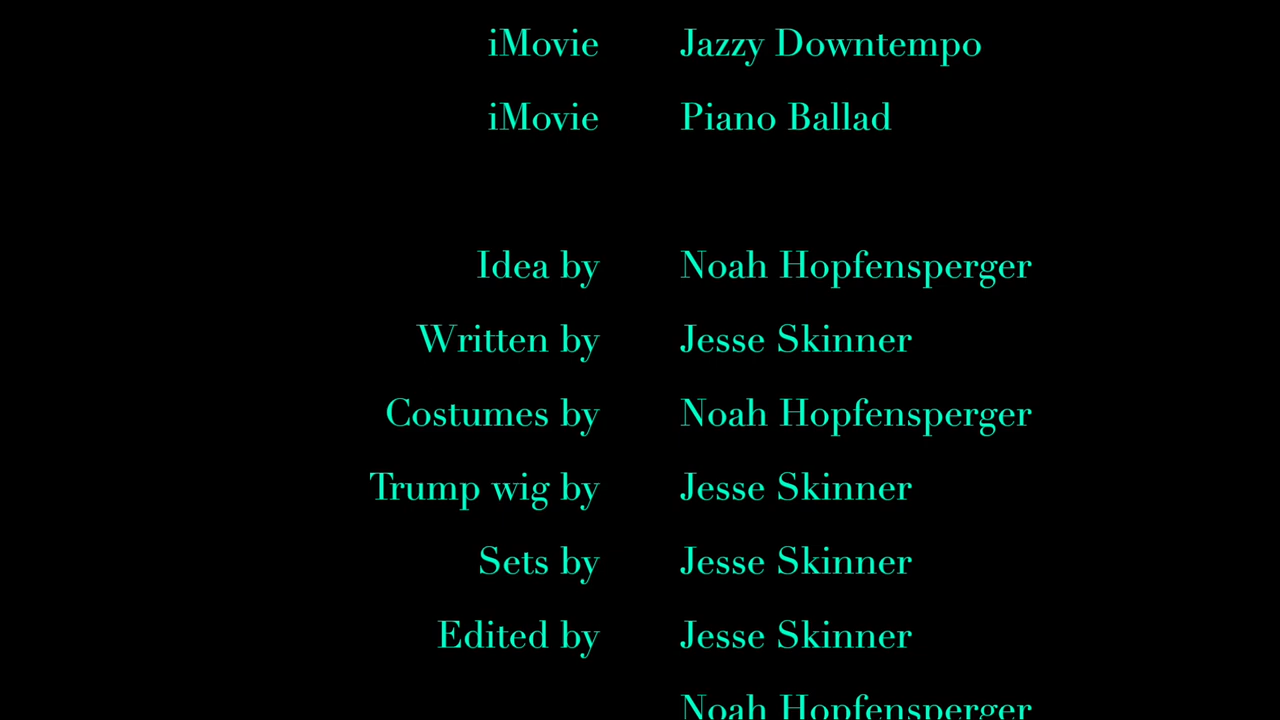 iMovie Jazzy Downtempo
iMovie Piano Ballad
Idea by Noah Hopfensperger
Written by Jesse Skinner
Costumes by Noah Hopfensperger
Trump wig by Jesse Skinner
Sets by Jesse Skinner
Edited by Jesse Skinner
Noah Hopfensperger